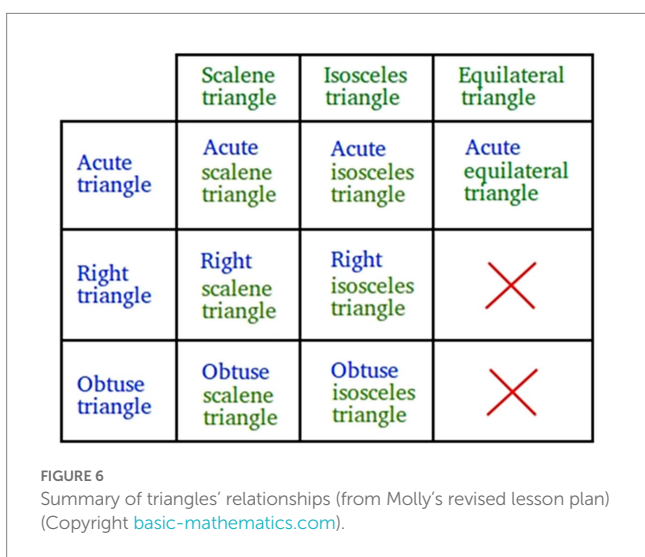 Scalene
triangle
Isosceles
triangle
Equilateral
triangle
Acute
triangle
Acute
scalene
triangle
Acute
isosceles
triangle
Acute
equilateral
triangle
Right
triangle
Right
scalene
triangle
Right
isosceles
triangle
Obtuse
triangle
Obtuse
scalene
triangle
Obtuse
isosceles
triangle
FIGURE 6
Summary of triangles’ relationships (from Molly’s revised lesson plan)
(Copyright basic-mathematics.com).